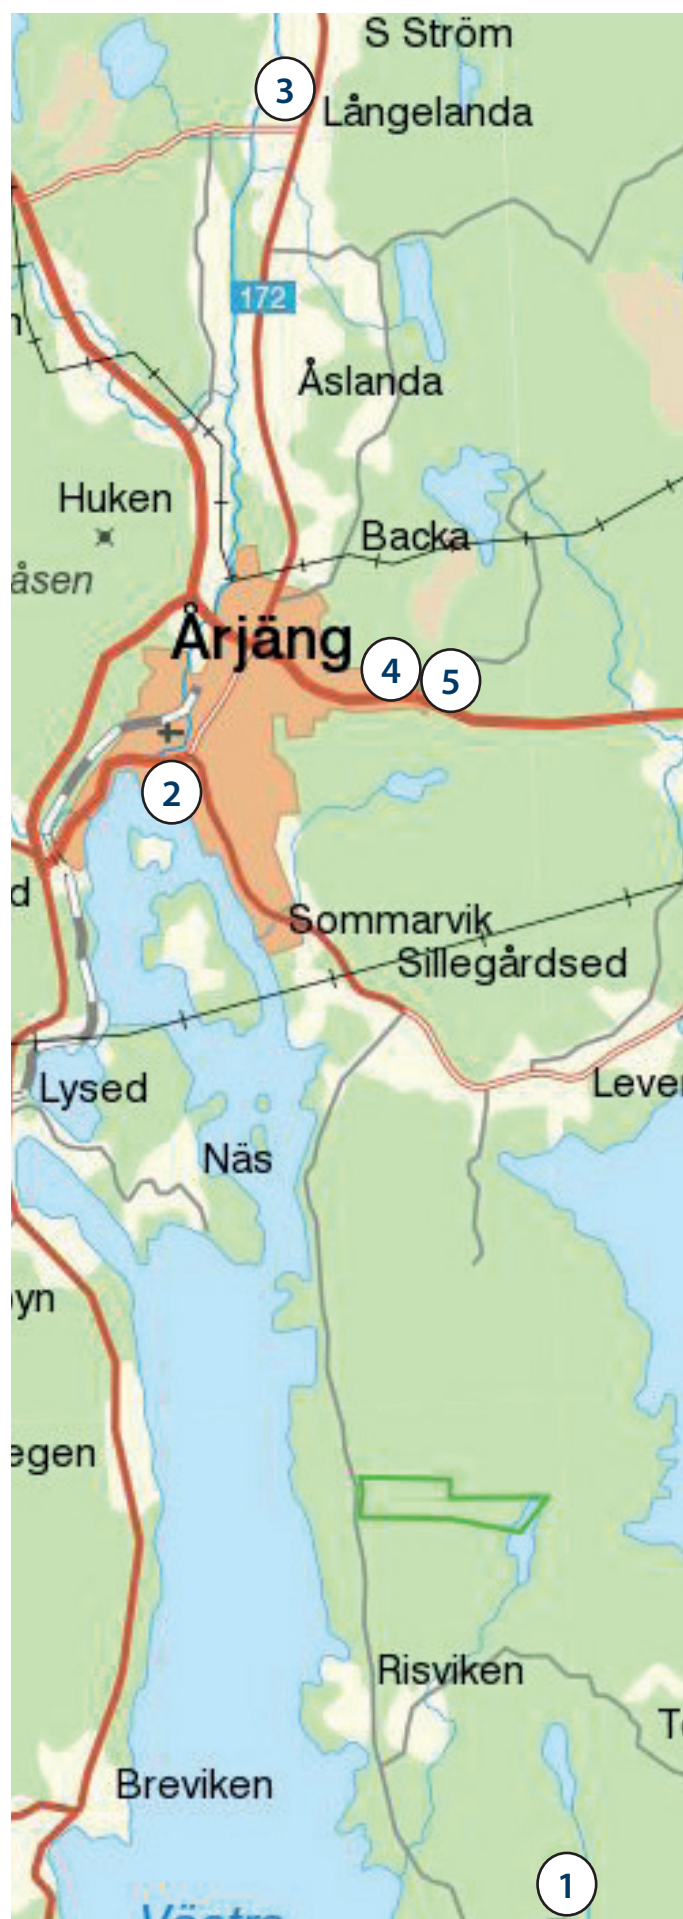 S Ström
3
Långelanda
172
Åslanda
Huken
Backa
åsen
Årjäng
4
5
2
d
Sommarvik
Sillegårdsed
Lysed
Näs
yn
egen
Risviken
Breviken
1